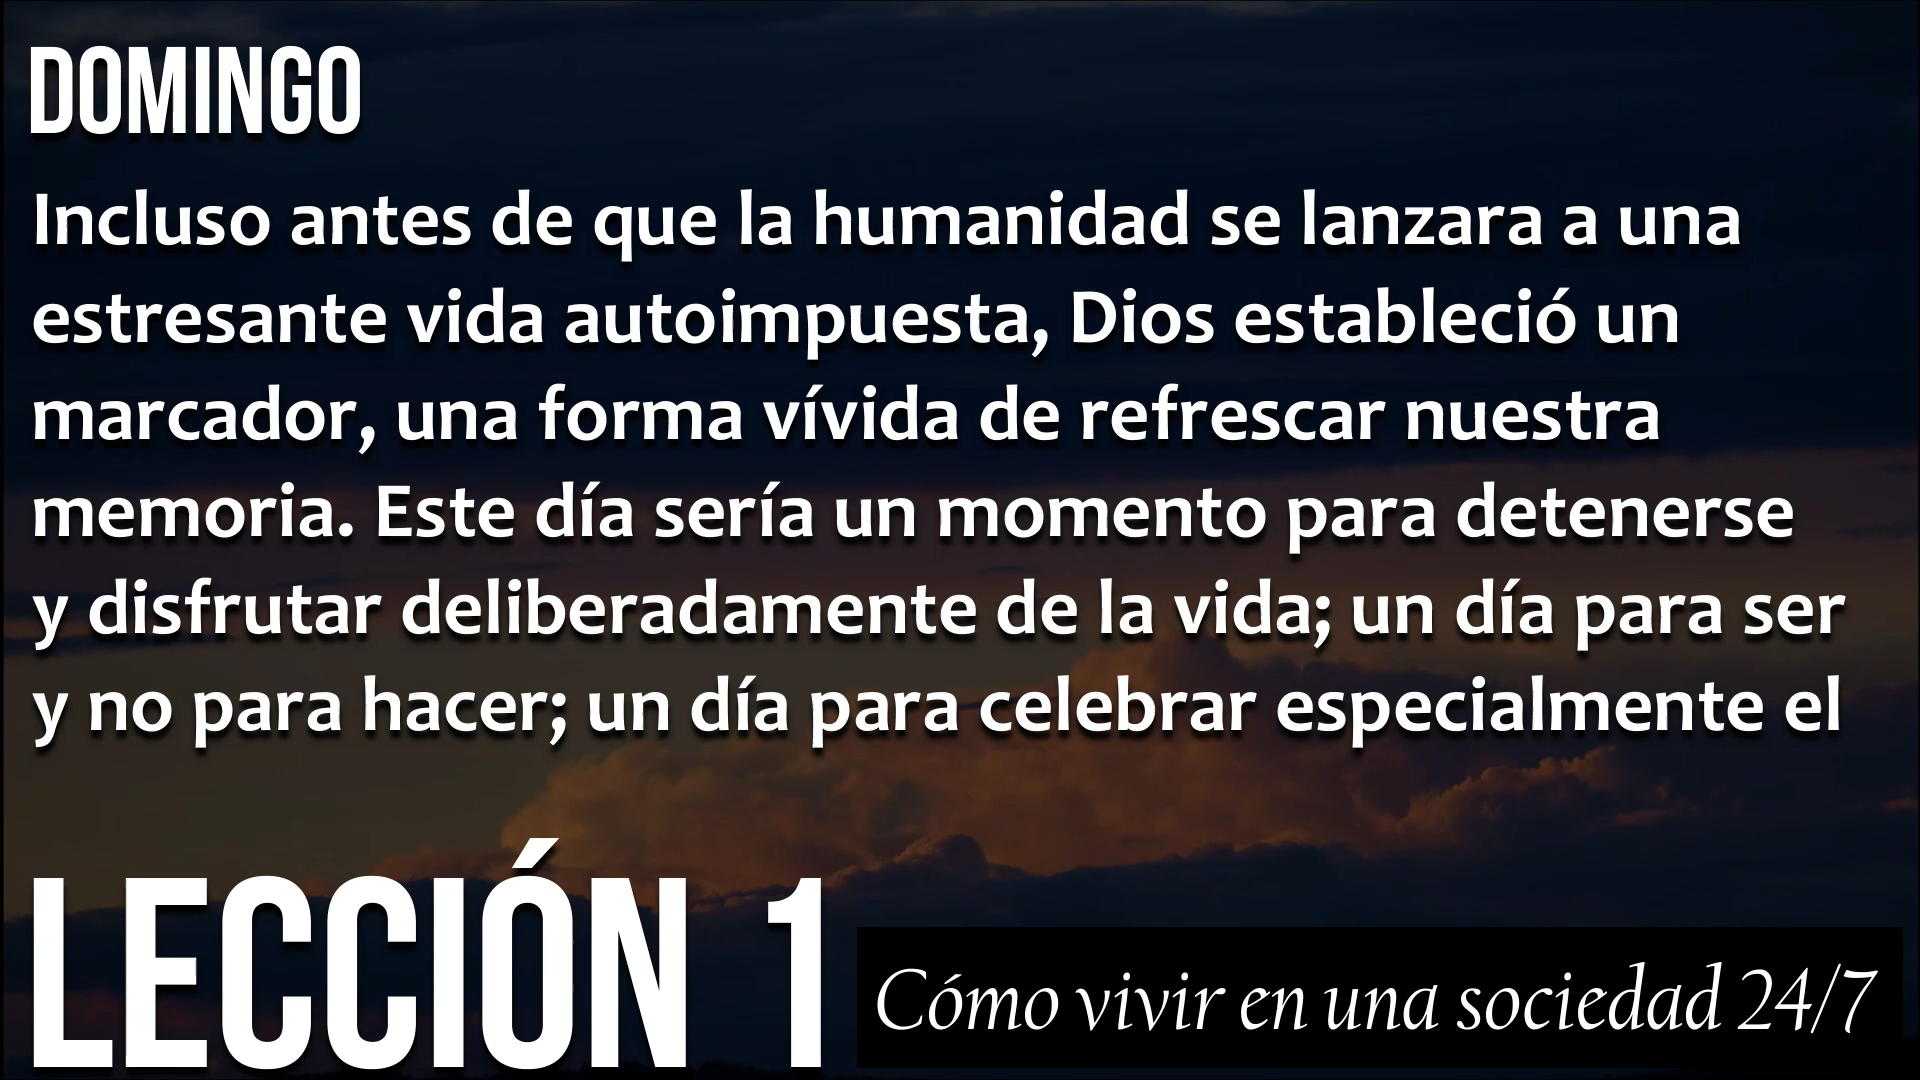 DOMINGO
Incluso antes de que la humanidad se lanzara a una
estresante vida autoimpuesta, Dios estableció un
marcador, una forma vívida de refrescar nuestra
memoria. Este día sería un momento para detenerse
y disfrutar deliberadamente de la vida; un día para ser
y no para hacer; un día para celebrar especialmente el
LECCIÓN 1
Cómo vivir en una sociedad 24/7